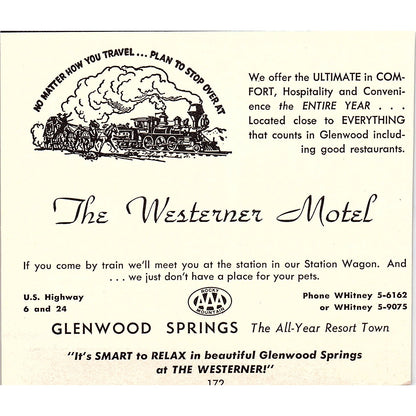 NO MATTER HOW YOU TRAVEL... PLAN TO STOP OVER AT
We offer the ULTIMATE in COM-
FORT, Hospitality and Conveni-
ence the ENTIRE YEAR . . .
Located close to EVERYTHING
that counts in Glenwood includ-
ing good restaurants.
The Westerner Motel
If you come by train we'll meet you at the station in our Station Wagon. And
. . . we just don't have a place for your pets.
U.S. Highway
6 and 24
ROCKY
AAA
MOUNTAIN
Phone WHitney 5-6162
or WHitney 5-9075
GLENWOOD SPRINGS The All-Year Resort Town
"It's SMART to RELAX in beautiful Glenwood Springs
at THE WESTERNER!"
172